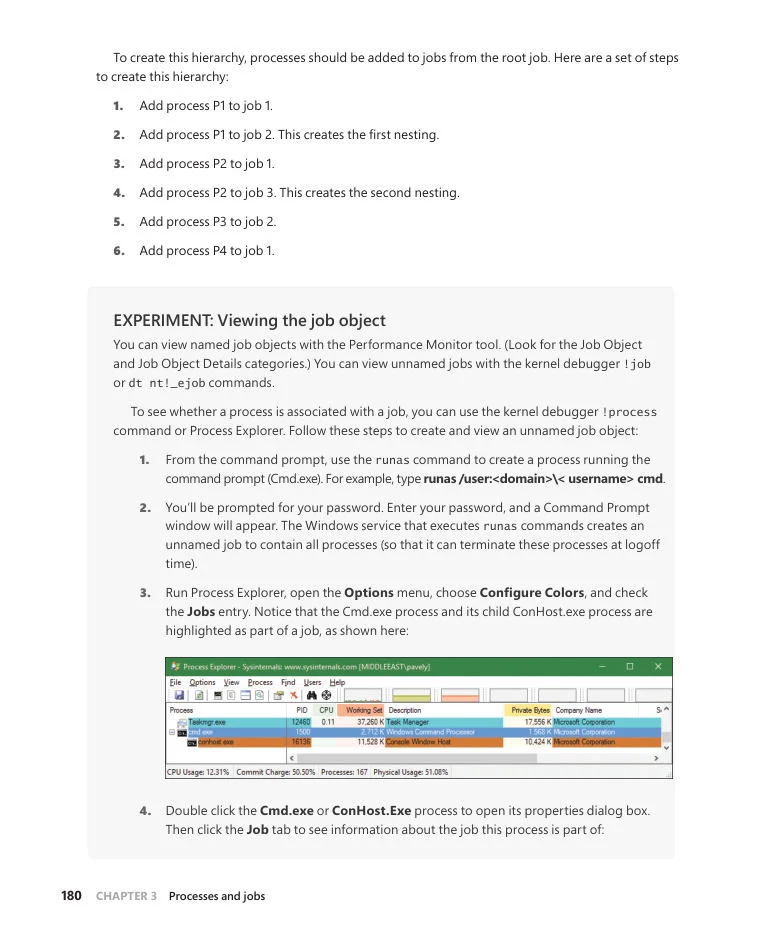 To create this hierarchy, processes should be added to jobs from the root job. Here are a set of steps
to create this hierarchy:
1. Add process P1 to job 1.
2. Add process P1 to job 2. This creates the first nesting.
3. Add process P2 to job 1.
4. Add process P2 to job 3. This creates the second nesting.
5. Add process P3 to job 2.
6. Add process P4 to job 1.
EXPERIMENT: Viewing the job object
You can view named job objects with the Performance Monitor tool. (Look for the Job Object
and Job Object Details categories.) You can view unnamed jobs with the kernel debugger !job
or dt nt!_ejob commands.
To see whether a process is associated with a job, you can use the kernel debugger !process
command or Process Explorer. Follow these steps to create and view an unnamed job object:
1. From the command prompt, use the runas command to create a process running the
command prompt (Cmd.exe). For example, type runas /user:<domain>\< username> cmd.
2. You’ll be prompted for your password. Enter your password, and a Command Prompt
window will appear. The Windows service that executes runas commands creates an
unnamed job to contain all processes (so that it can terminate these processes at logoff
time).
3. Run Process Explorer, open the Options menu, choose Configure Colors, and check
the Jobs entry. Notice that the Cmd.exe process and its child ConHost.exe process are
highlighted as part of a job, as shown here:
Process Explorer - Sysinternals: www.sysinternals.com [MIDDLEEAST\pavely]
File Options View Process Find Users Help
Process PID CPU Working Set Description Private Bytes Company Name S
Taskmgr.exe 12460 0.11 37,260 K Task Manager 17,556 K Microsoft Corporation
cmd.exe 1500 2,712 K Windows Command Processor 1,568 K Microsoft Corporation
conhost.exe 16136 11,528 K Console Window Host 10,424 K Microsoft Corporation
CPU Usage: 12.31% Commit Charge: 50.50% Processes: 167 Physical Usage: 51.08%
4. Double click the Cmd.exe or ConHost.Exe process to open its properties dialog box.
Then click the Job tab to see information about the job this process is part of:
180 CHAPTER 3 Processes and jobs